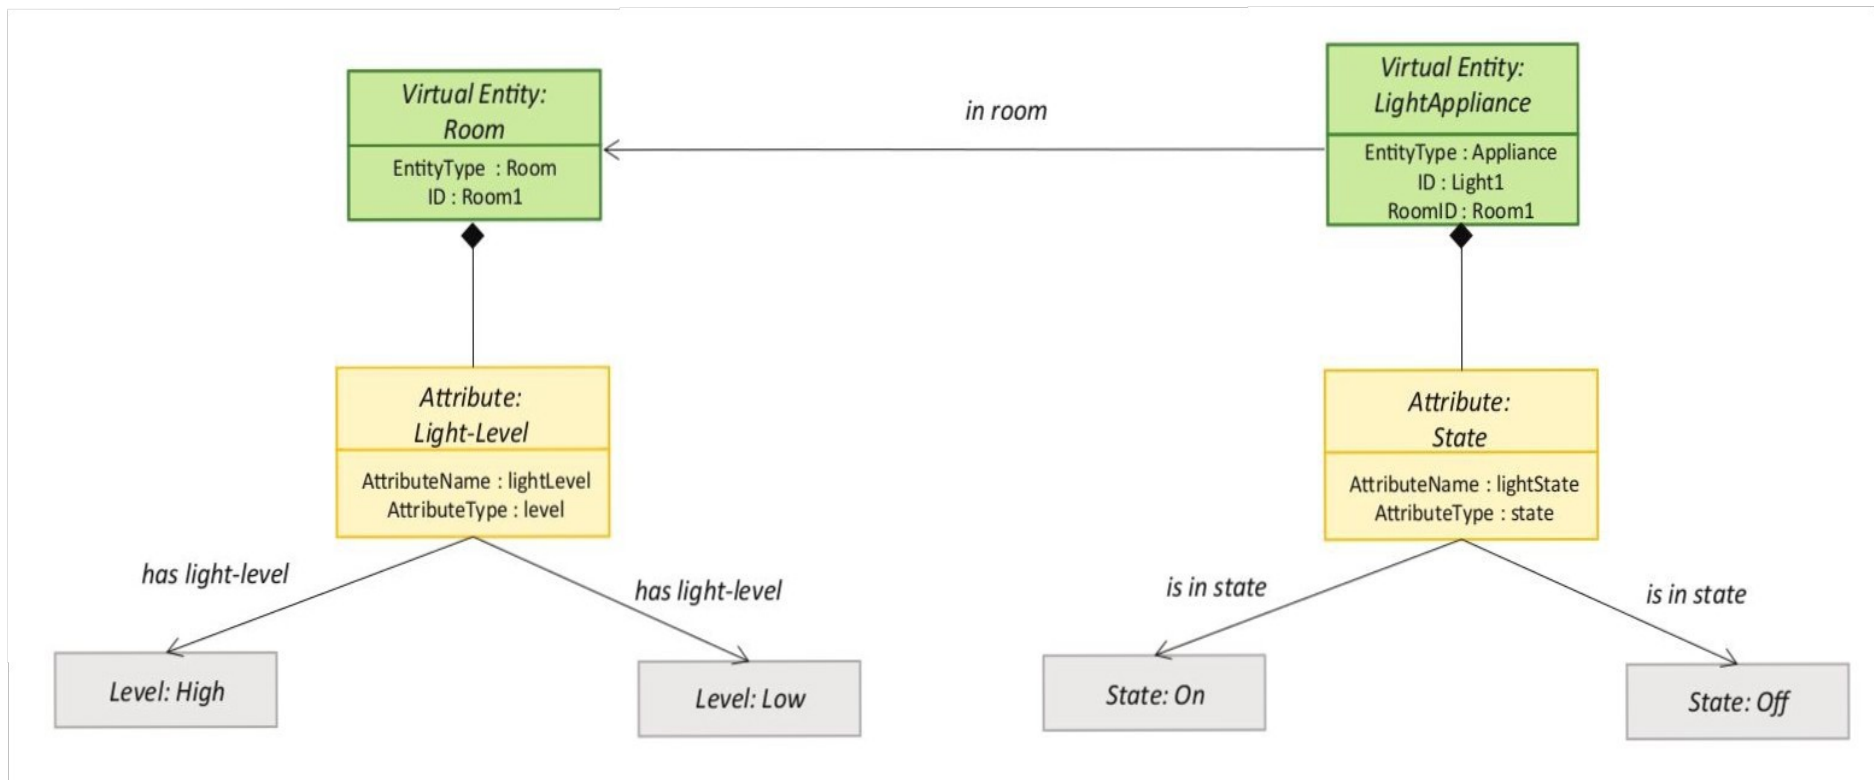 Virtual Entity:
Room
EntityType : Room
ID : Room1
in room
Virtual Entity:
LightAppliance
EntityType : Appliance
ID : Light1
RoomID : Room1
Attribute:
Light-Level
AttributeName : lightLevel
AttributeType : level
Attribute:
State
AttributeName : lightState
AttributeType : state
has light-level
has light-level
is in state
is in state
Level: High
Level: Low
State: On
State: Off